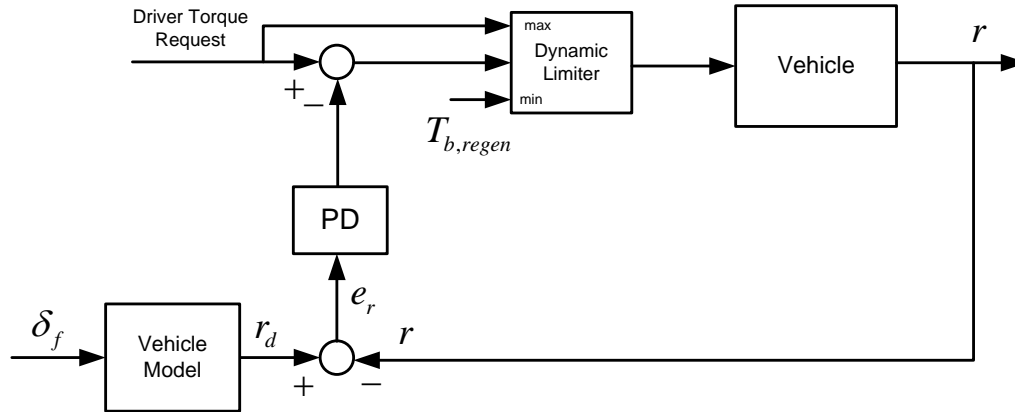 Driver Torque
Request
max
Dynamic
Limiter
min
Vehicle
r
+
−
T_{b,regen}
PD
e_r
δ_f
Vehicle
Model
r_d
r
+
−